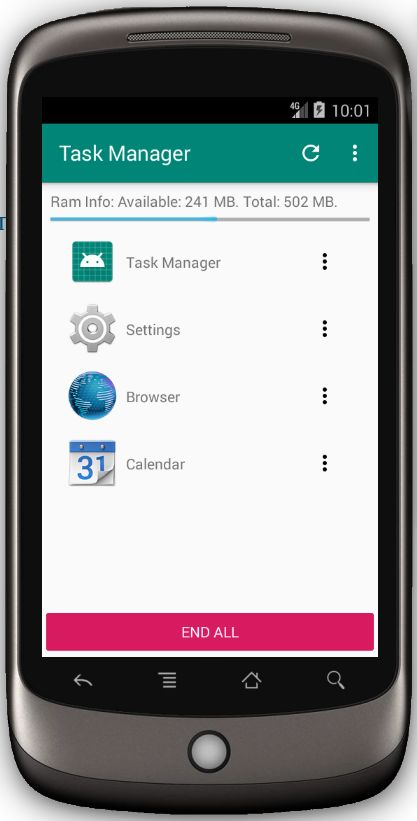 4G 10:01
Task Manager
Ram Info: Available: 241 MB. Total: 502 MB.
Task Manager
Settings
Browser
31 Calendar
END ALL